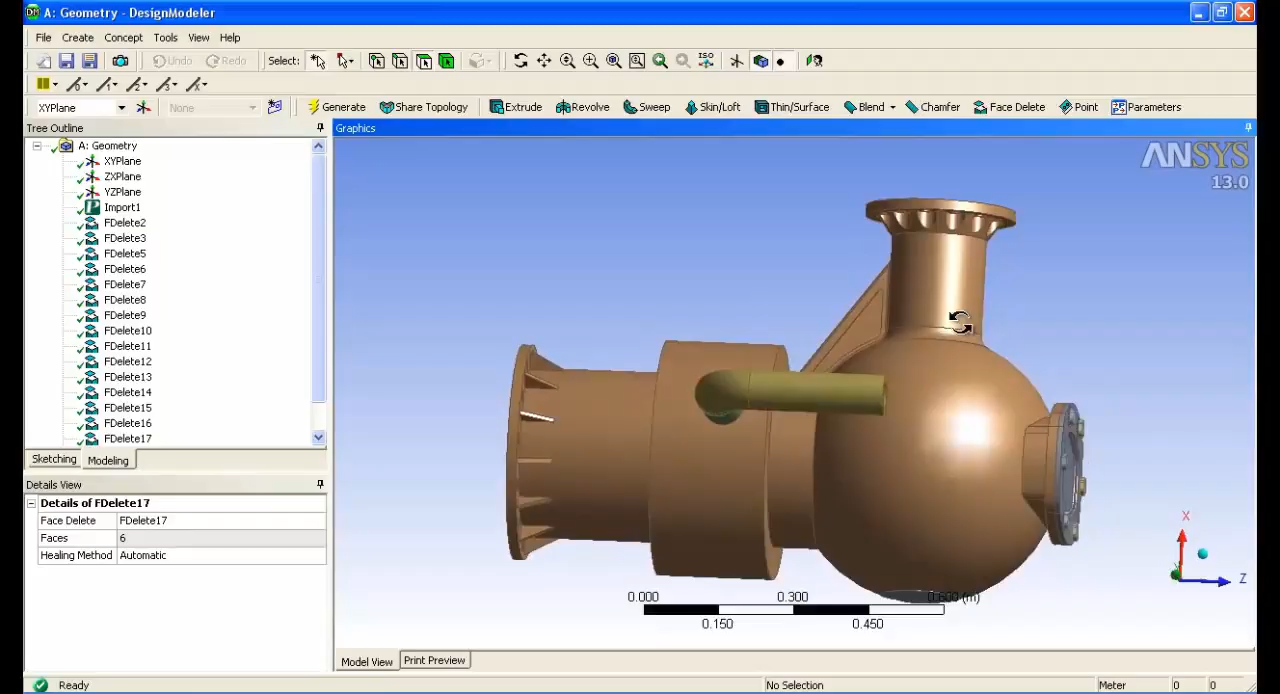 A: Geometry - DesignModeler
File Create Concept Tools View Help
Undo Redo Select: ISO
XYPlane None Generate Share Topology Extrude Revolve Sweep Skin/Loft Thin/Surface Blend Chamfer Face Delete Point Parameters
Tree Outline
A: Geometry
XYPlane
ZXPlane
YZPlane
Import1
FDelete2
FDelete3
FDelete5
FDelete6
FDelete7
FDelete8
FDelete9
FDelete10
FDelete11
FDelete12
FDelete13
FDelete14
FDelete15
FDelete16
FDelete17
Sketching Modeling
Details View
Details of FDelete17
Face Delete FDelete17
Faces 6
Healing Method Automatic
Graphics
ANSYS
13.0
X
Y
Z
0.000 0.300 0.600 (m)
0.150 0.450
Model View Print Preview
Ready No Selection Meter 0 0